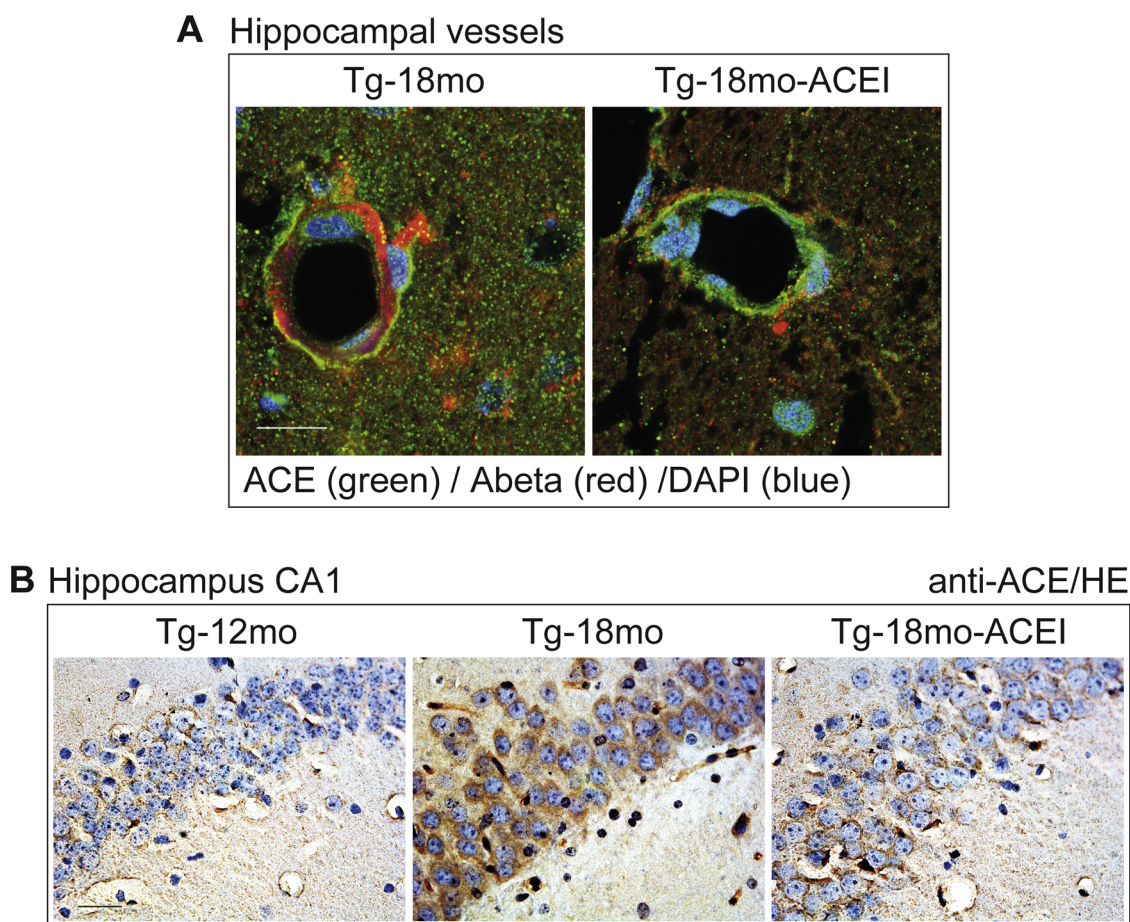 A Hippocampal vessels
Tg-18mo Tg-18mo-ACEI
ACE (green) / Abeta (red) /DAPI (blue)
B Hippocampus CA1 anti-ACE/HE
Tg-12mo Tg-18mo Tg-18mo-ACEI